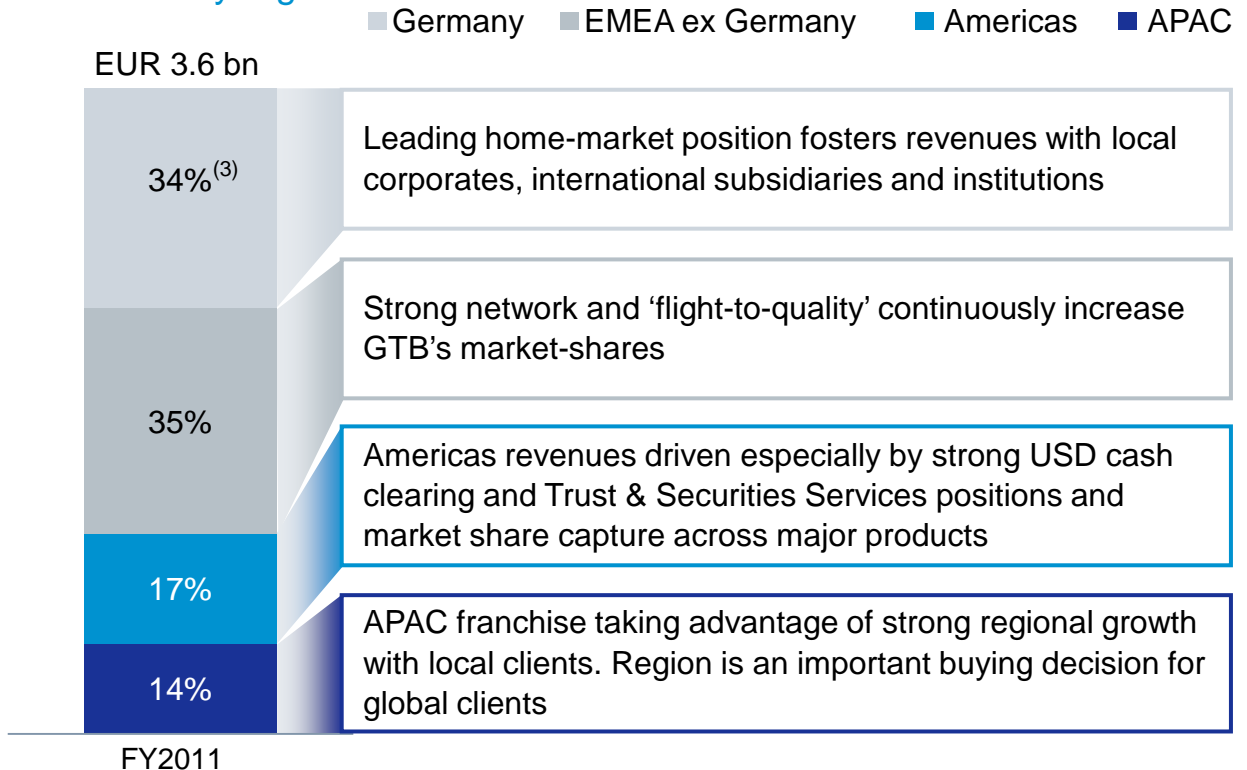 Germany EMEA ex Germany Americas APAC
EUR 3.6 bn
34%(3)
Leading home-market position fosters revenues with local
corporates, international subsidiaries and institutions
35%
Strong network and ‘flight-to-quality’ continuously increase
GTB’s market-shares
17%
Americas revenues driven especially by strong USD cash
clearing and Trust & Securities Services positions and
market share capture across major products
14%
APAC franchise taking advantage of strong regional growth
with local clients. Region is an important buying decision for
global clients
FY2011